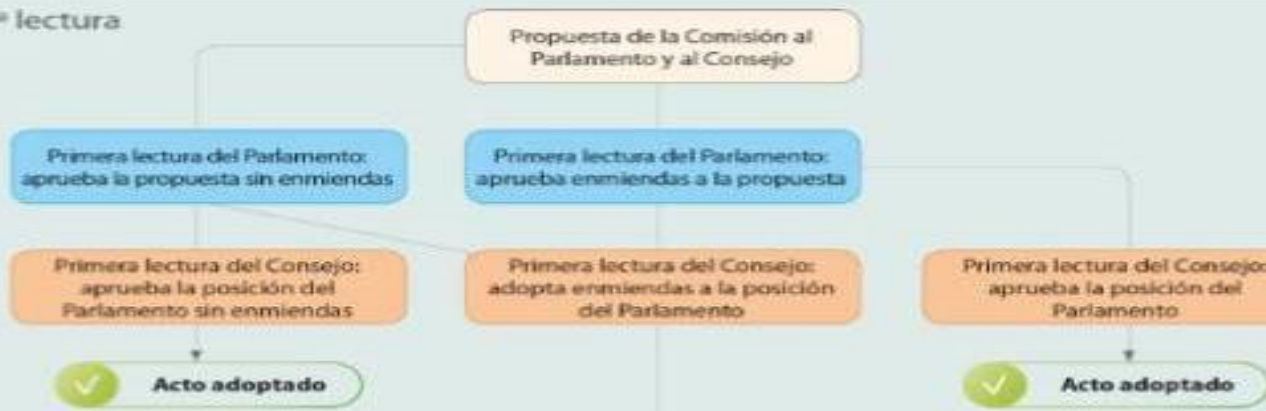 ª lectura
Propuesta de la Comisión al
Parlamento y al Consejo
Primera lectura del Parlamento:
aprueba la propuesta sin enmiendas
Primera lectura del Parlamento:
aprueba enmiendas a la propuesta
Primera lectura del Consejo:
aprueba la posición del
Parlamento sin enmiendas
Primera lectura del Consejo:
adopta enmiendas a la posición
del Parlamento
Primera lectura del Consejo:
aprueba la posición del
Parlamento
Acto adoptado
Acto adoptado